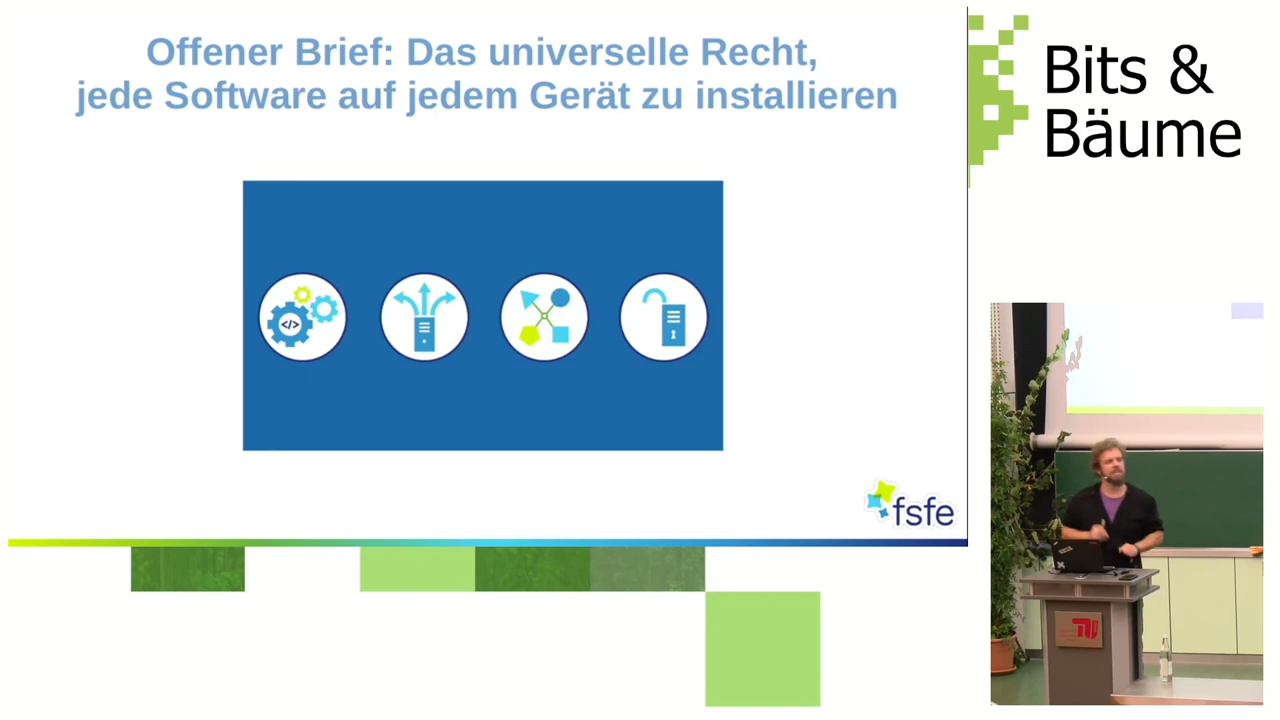 Offener Brief: Das universelle Recht,
jede Software auf jedem Gerät zu installieren
</>
fsfe
Bits &
Bäume